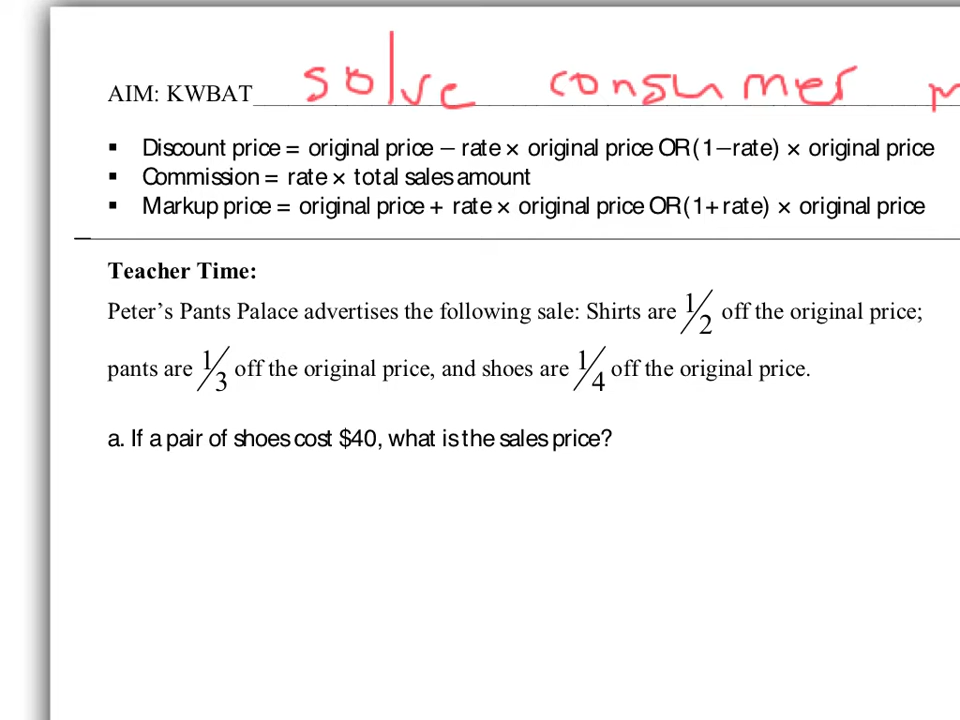 AIM: KWBAT solve consumer
▪ Discount price = original price − rate × original price OR (1−rate) × original price
▪ Commission = rate × total sales amount
▪ Markup price = original price + rate × original price OR (1+rate) × original price
Teacher Time:
Peter's Pants Palace advertises the following sale: Shirts are 1/2 off the original price;
pants are 1/3 off the original price, and shoes are 1/4 off the original price.
a. If a pair of shoes cost $40, what is the sales price?